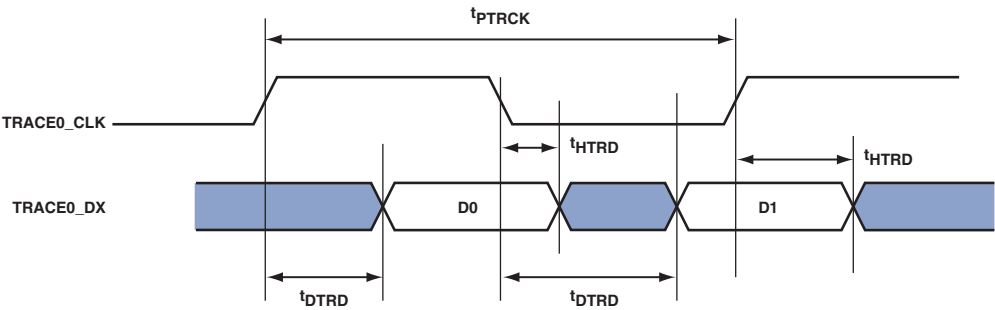 tPTRCK
TRACE0_CLK
tHTRD
tHTRD
TRACE0_DX
D0
D1
tDTRD
tDTRD